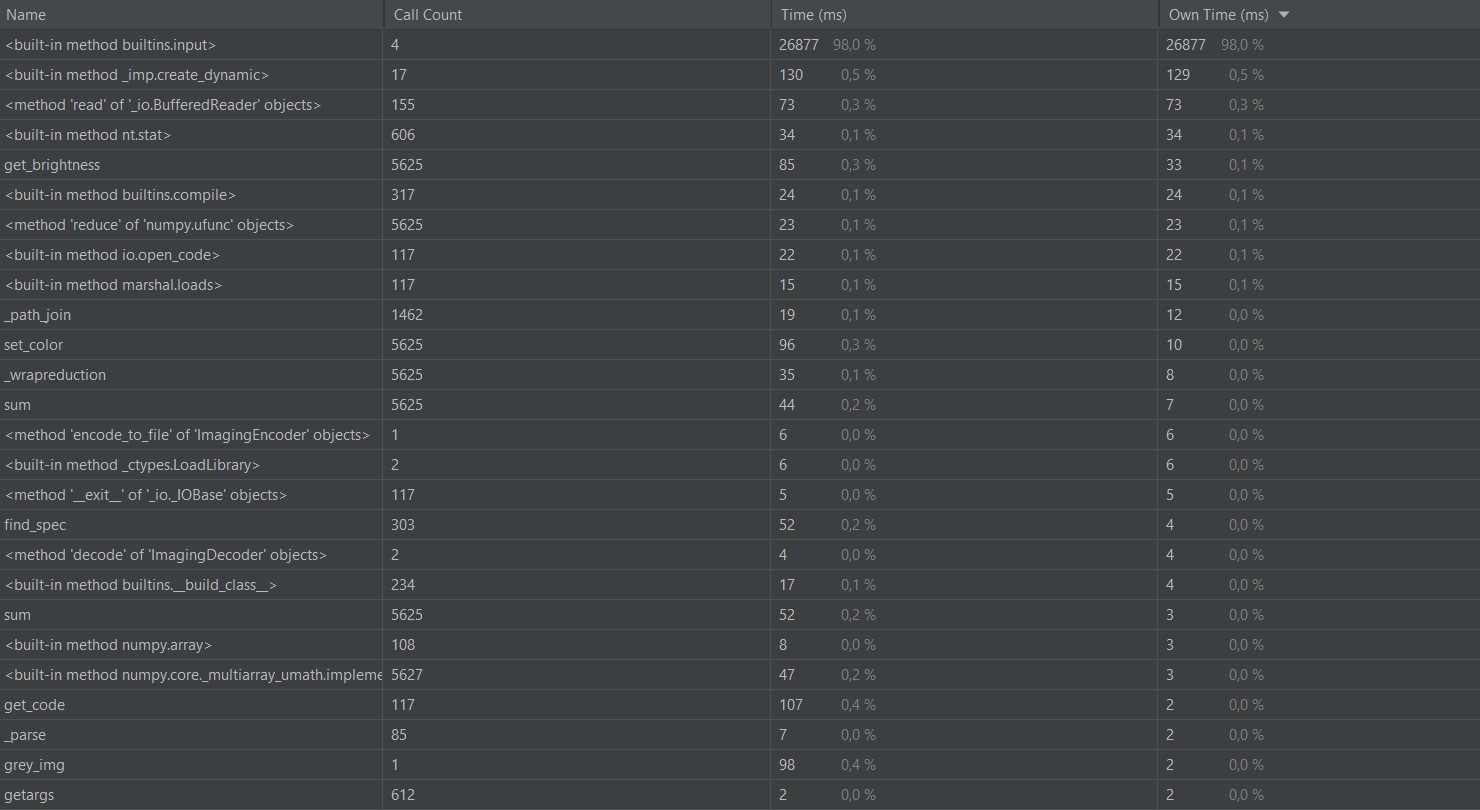 Name Call Count Time (ms) Own Time (ms)
<built-in method builtins.input> 4 26877 98,0 % 26877 98,0 %
<built-in method _imp.create_dynamic> 17 130 0,5 % 129 0,5 %
<method 'read' of '_io.BufferedReader' objects> 155 73 0,3 % 73 0,3 %
<built-in method nt.stat> 606 34 0,1 % 34 0,1 %
get_brightness 5625 85 0,3 % 33 0,1 %
<built-in method builtins.compile> 317 24 0,1 % 24 0,1 %
<method 'reduce' of 'numpy.ufunc' objects> 5625 23 0,1 % 23 0,1 %
<built-in method io.open_code> 117 22 0,1 % 22 0,1 %
<built-in method marshal.loads> 117 15 0,1 % 15 0,1 %
_path_join 1462 19 0,1 % 12 0,0 %
set_color 5625 96 0,3 % 10 0,0 %
_wrapreduction 5625 35 0,1 % 8 0,0 %
sum 5625 44 0,2 % 7 0,0 %
<method 'encode_to_file' of 'ImagingEncoder' objects> 1 6 0,0 % 6 0,0 %
<built-in method _ctypes.LoadLibrary> 2 6 0,0 % 6 0,0 %
<method '__exit__' of '_io._IOBase' objects> 117 5 0,0 % 5 0,0 %
find_spec 303 52 0,2 % 4 0,0 %
<method 'decode' of 'ImagingDecoder' objects> 2 4 0,0 % 4 0,0 %
<built-in method builtins.__build_class__> 234 17 0,1 % 4 0,0 %
sum 5625 52 0,2 % 3 0,0 %
<built-in method numpy.array> 108 8 0,0 % 3 0,0 %
<built-in method numpy.core._multiarray_umath.impleme 5627 47 0,2 % 3 0,0 %
get_code 117 107 0,4 % 2 0,0 %
_parse 85 7 0,0 % 2 0,0 %
grey_img 1 98 0,4 % 2 0,0 %
getargs 612 2 0,0 % 2 0,0 %